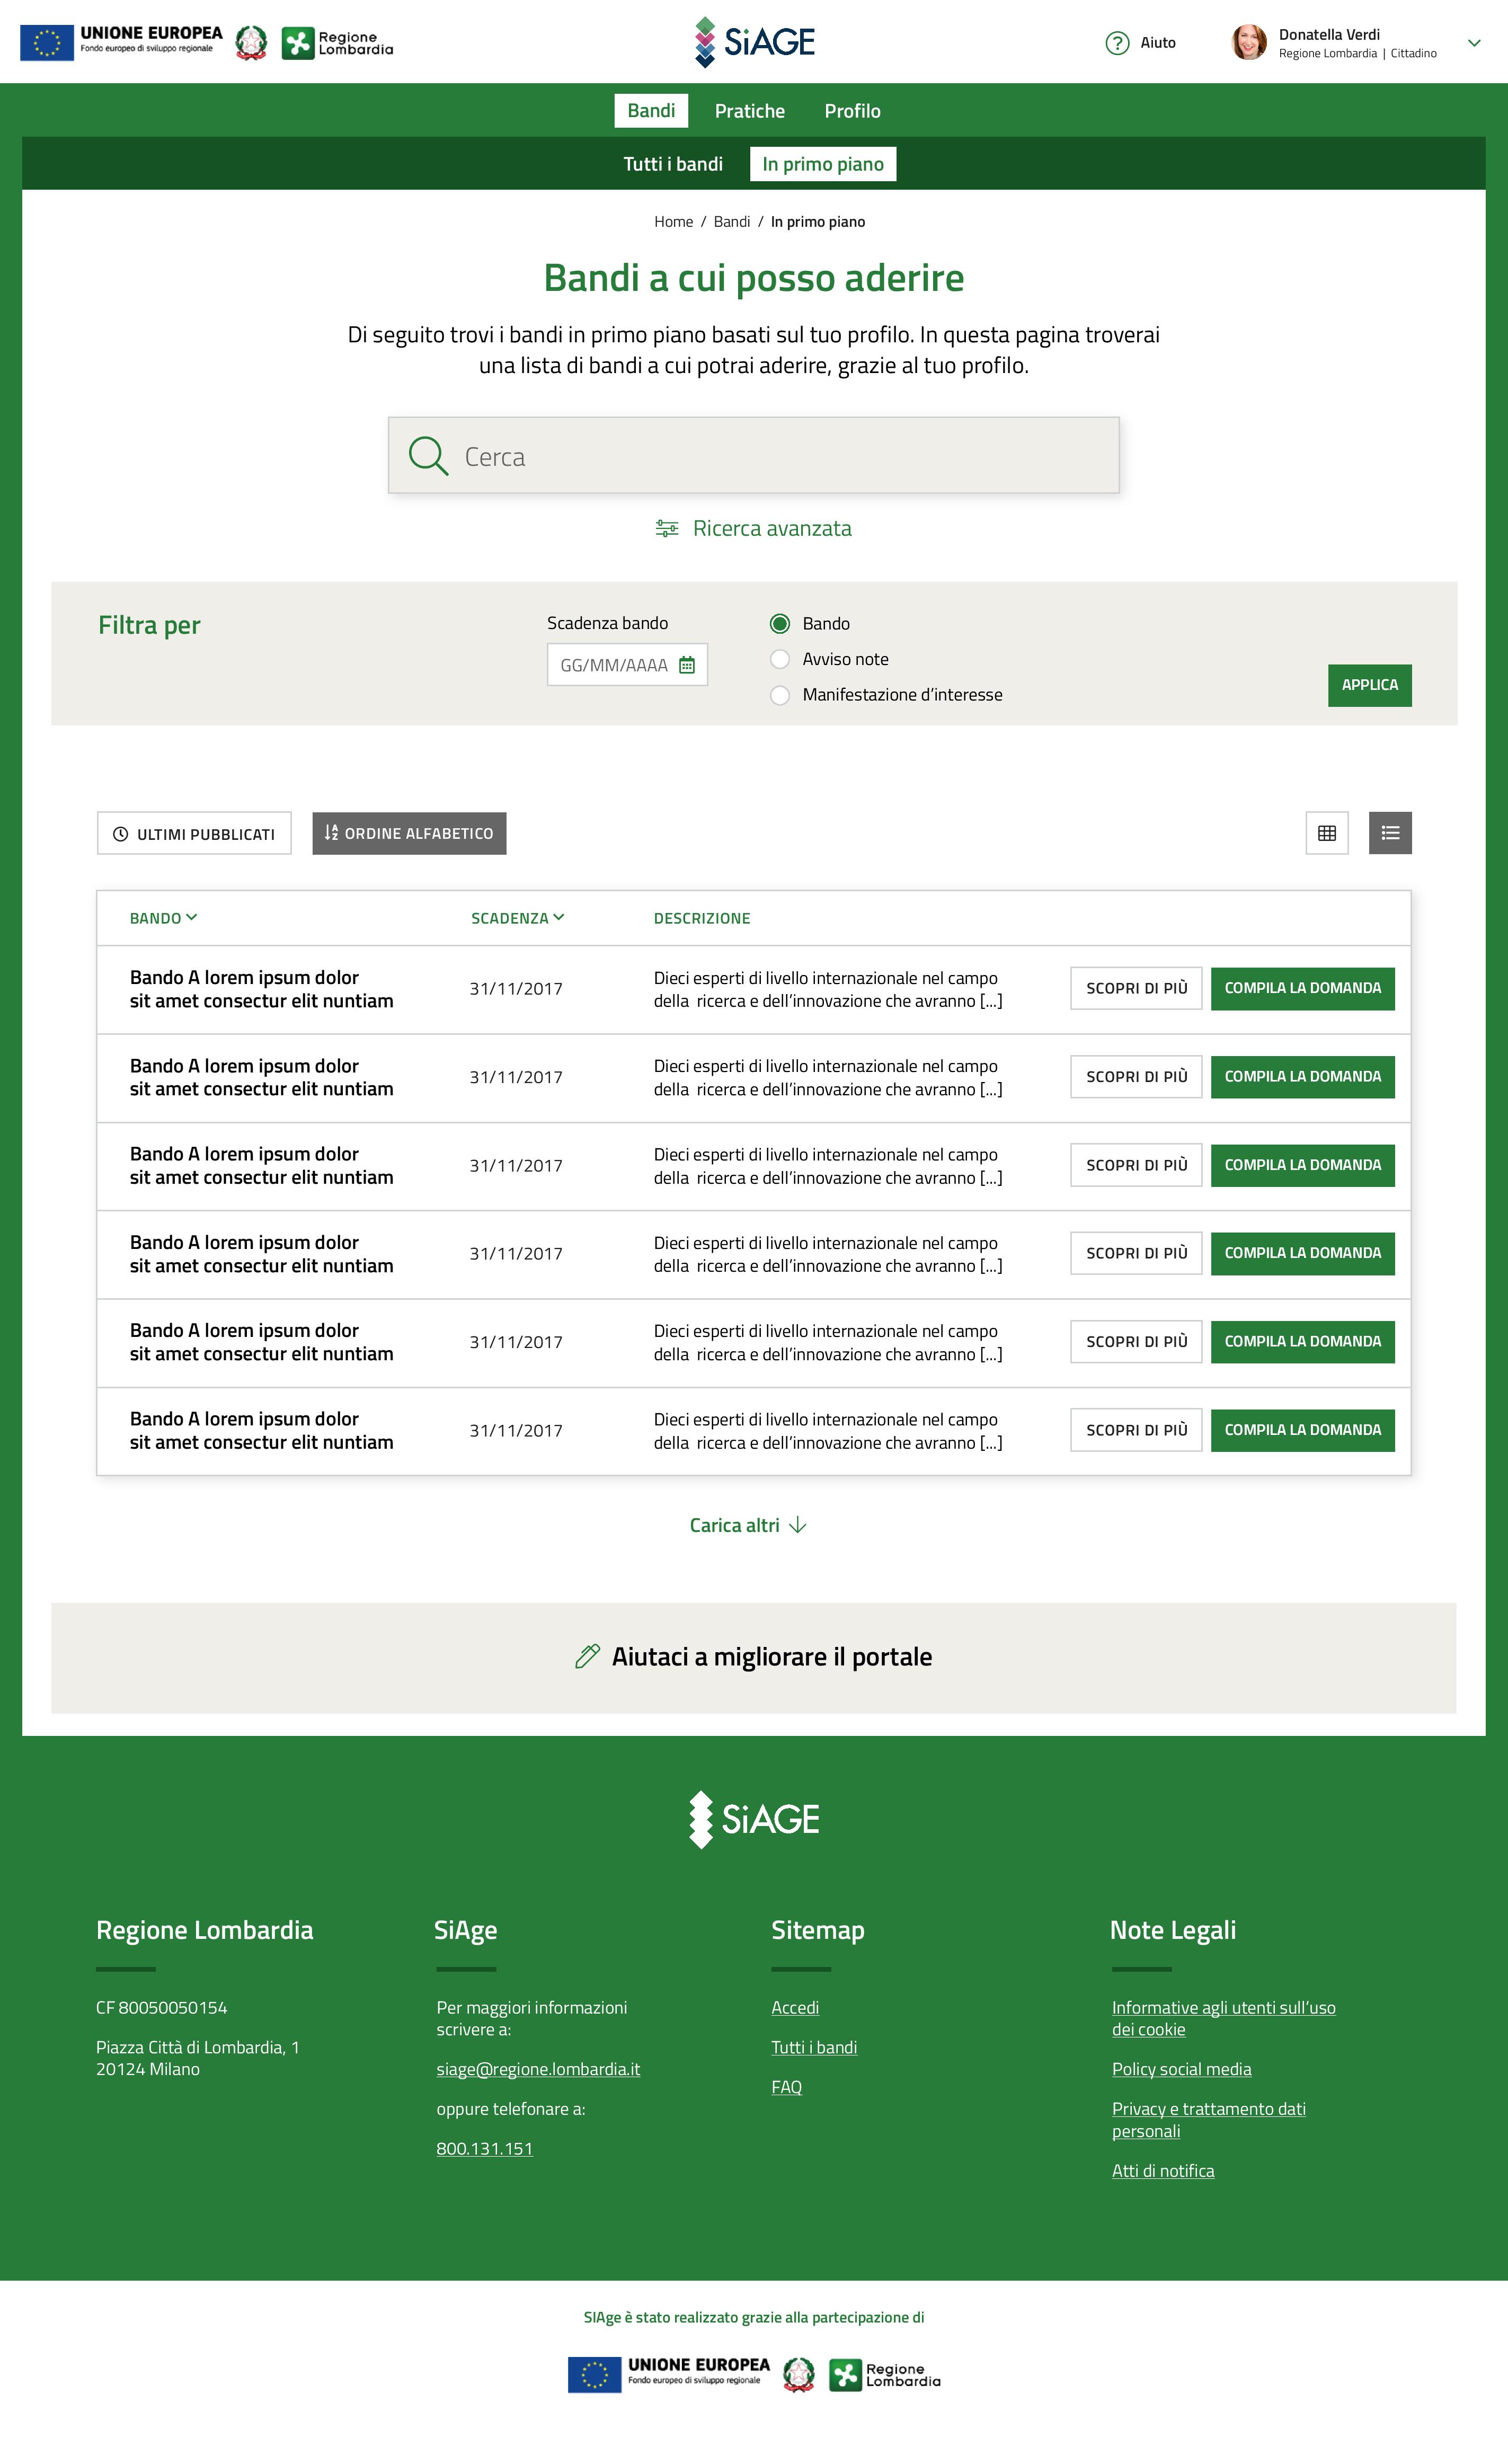 UNIONE EUROPEA
Fondo europeo di sviluppo regionale
Regione
Lombardia
SiAGE
Aiuto
Donatella Verdi
Regione Lombardia | Cittadino
Bandi Pratiche Profilo
Tutti i bandi In primo piano
Home / Bandi / In primo piano
Bandi a cui posso aderire
Di seguito trovi i bandi in primo piano basati sul tuo profilo. In questa pagina troverai
una lista di bandi a cui potrai aderire, grazie al tuo profilo.
Cerca
Ricerca avanzata
Filtra per
Scadenza bando
GG/MM/AAAA
Bando
Avviso note
Manifestazione d’interesse
APPLICA
ULTIMI PUBBLICATI
ORDINE ALFABETICO
BANDO SCADENZA DESCRIZIONE
Bando A lorem ipsum dolor
sit amet consectur elit nuntiam
31/11/2017
Dieci esperti di livello internazionale nel campo
della ricerca e dell’innovazione che avranno [...]
SCOPRI DI PIÙ
COMPILA LA DOMANDA
Bando A lorem ipsum dolor
sit amet consectur elit nuntiam
31/11/2017
Dieci esperti di livello internazionale nel campo
della ricerca e dell’innovazione che avranno [...]
SCOPRI DI PIÙ
COMPILA LA DOMANDA
Bando A lorem ipsum dolor
sit amet consectur elit nuntiam
31/11/2017
Dieci esperti di livello internazionale nel campo
della ricerca e dell’innovazione che avranno [...]
SCOPRI DI PIÙ
COMPILA LA DOMANDA
Bando A lorem ipsum dolor
sit amet consectur elit nuntiam
31/11/2017
Dieci esperti di livello internazionale nel campo
della ricerca e dell’innovazione che avranno [...]
SCOPRI DI PIÙ
COMPILA LA DOMANDA
Bando A lorem ipsum dolor
sit amet consectur elit nuntiam
31/11/2017
Dieci esperti di livello internazionale nel campo
della ricerca e dell’innovazione che avranno [...]
SCOPRI DI PIÙ
COMPILA LA DOMANDA
Bando A lorem ipsum dolor
sit amet consectur elit nuntiam
31/11/2017
Dieci esperti di livello internazionale nel campo
della ricerca e dell’innovazione che avranno [...]
SCOPRI DI PIÙ
COMPILA LA DOMANDA
Carica altri
Aiutaci a migliorare il portale
SiAGE
Regione Lombardia
CF 80050050154
Piazza Città di Lombardia, 1
20124 Milano
SiAge
Per maggiori informazioni
scrivere a:
siage@regione.lombardia.it
oppure telefonare a:
800.131.151
Sitemap
Accedi
Tutti i bandi
FAQ
Note Legali
Informative agli utenti sull’uso
dei cookie
Policy social media
Privacy e trattamento dati
personali
Atti di notifica
SIAge è stato realizzato grazie alla partecipazione di
UNIONE EUROPEA
Fondo europeo di sviluppo regionale
Regione
Lombardia